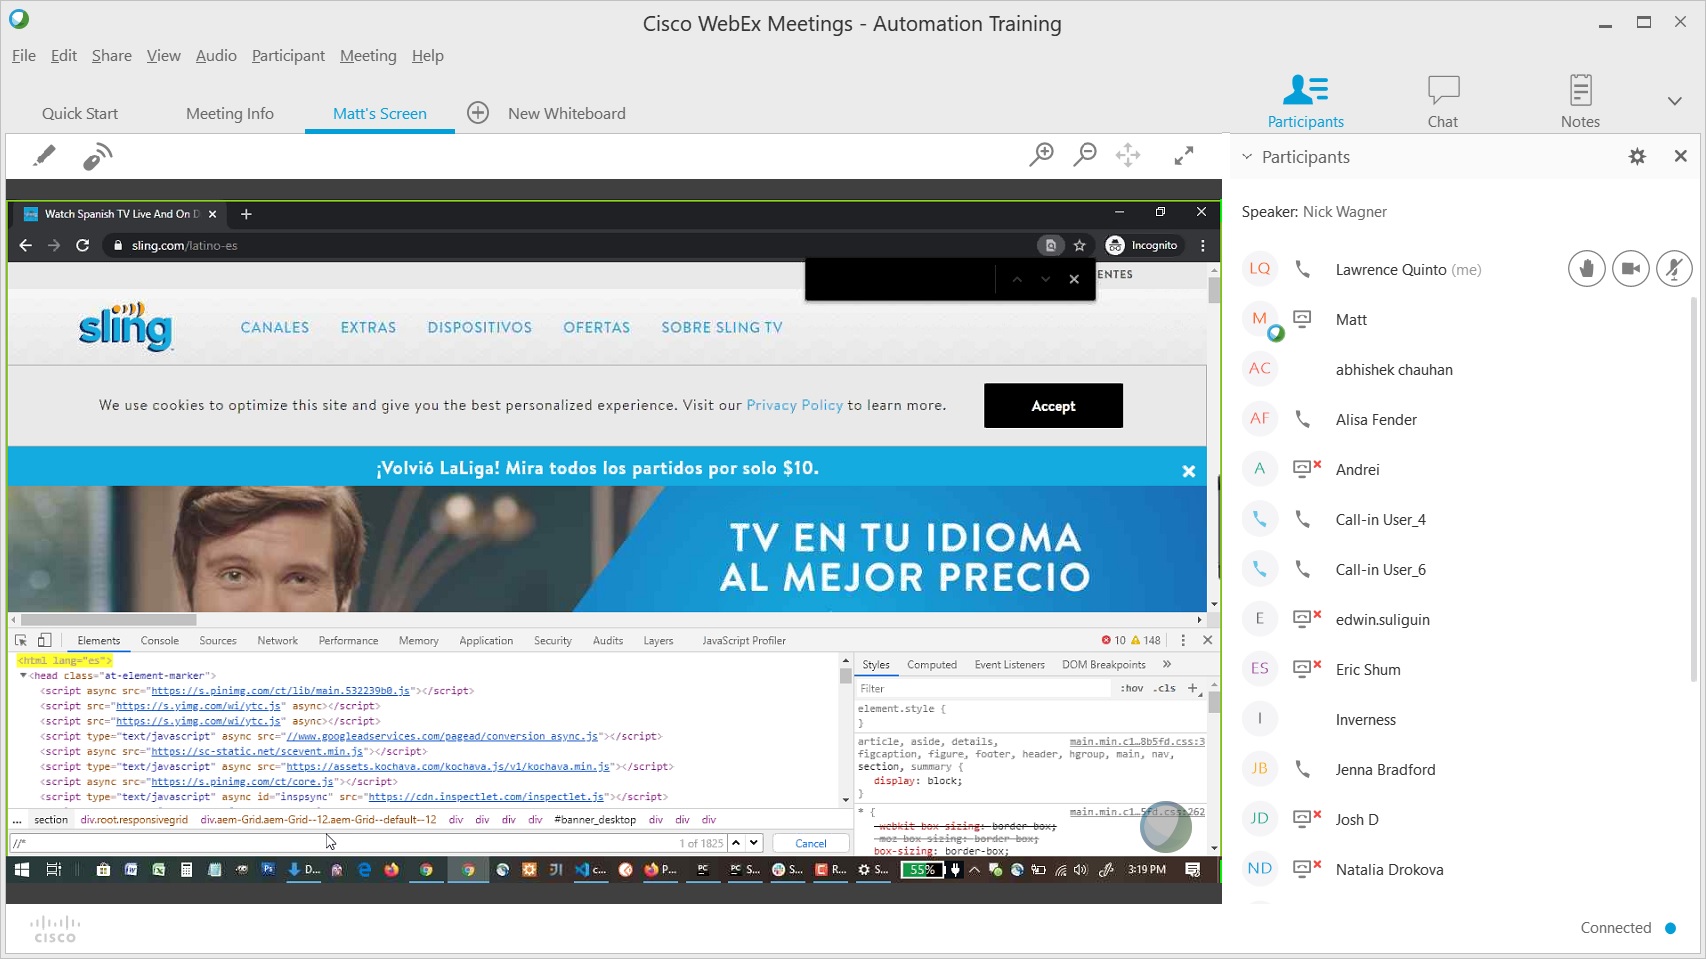 Cisco WebEx Meetings - Automation Training
File Edit Share View Audio Participant Meeting Help
Quick Start Meeting Info Matt's Screen New Whiteboard
Participants Chat Notes
Watch Spanish TV Live And On D
sling.com/latino-es
Incognito
ENTES
sling
CANALES EXTRAS DISPOSITIVOS OFERTAS SOBRE SLING TV
We use cookies to optimize this site and give you the best personalized experience. Visit our Privacy Policy to learn more.
Accept
¡Volvió LaLiga! Mira todos los partidos por solo $10.
TV EN TU IDIOMA
AL MEJOR PRECIO
Elements Console Sources Network Performance Memory Application Security Audits Layers JavaScript Profiler 10 148
<html lang="es">
<head class="at-element-marker">
<script async src="https://s.pinimg.com/ct/lib/main.532239b0.js"></script>
<script src="https://s.yimg.com/wi/ytc.js" async></script>
<script src="https://s.yimg.com/wi/ytc.js" async></script>
<script type="text/javascript" async src="//www.googleadservices.com/pagead/conversion_async.js"></script>
<script async src="https://sc-static.net/scevent.min.js"></script>
<script type="text/javascript" async src="https://assets.kochava.com/kochava.js/v1/kochava.min.js"></script>
<script async src="https://s.pinimg.com/ct/core.js"></script>
<script type="text/javascript" async id="inspsync" src="https://cdn.inspectlet.com/inspectlet.js"></script>
... section div.root.responsivegrid div.aem-Grid.aem-Grid--12.aem-Grid--default--12 div div div div #banner_desktop div div div
//* 1 of 1825 Cancel
Styles Computed Event Listeners DOM Breakpoints »
Filter :hov .cls +
element.style {
}
article, aside, details, main.min.c1…8b5fd.css:3
figcaption, figure, footer, header, hgroup, main, nav,
section, summary {
display: block;
}
* { main.min.c1…5fd.css:262
-webkit-box-sizing: border-box;
-moz-box-sizing: border-box;
box-sizing: border-box;
D... c... P... PC PC S... S... R... S... 55% 3:19 PM
Participants
Speaker: Nick Wagner
LQ Lawrence Quinto (me)
M Matt
AC abhishek chauhan
AF Alisa Fender
A Andrei
Call-in User_4
Call-in User_6
E edwin.suliguin
ES Eric Shum
I Inverness
JB Jenna Bradford
JD Josh D
ND Natalia Drokova
CISCO
Connected